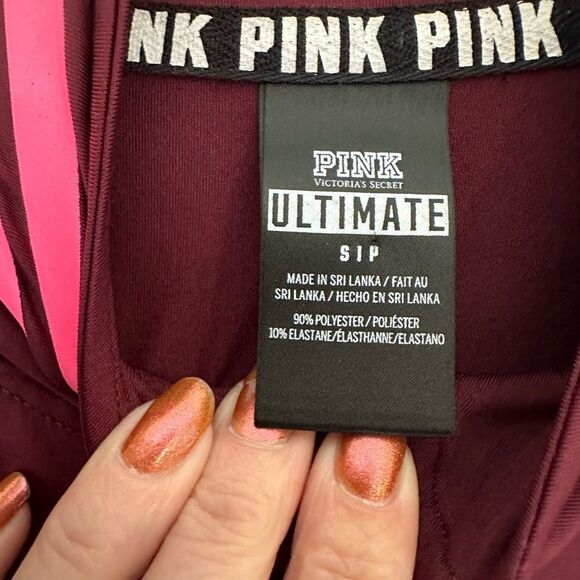 NK PINK PINK
PINK
VICTORIA'S SECRET
ULTIMATE
S | P
MADE IN SRI LANKA / FAIT AU
SRI LANKA / HECHO EN SRI LANKA
90% POLYESTER / POLIÉSTER
10% ELASTANE/ÉLASTHANNE/ELASTANO